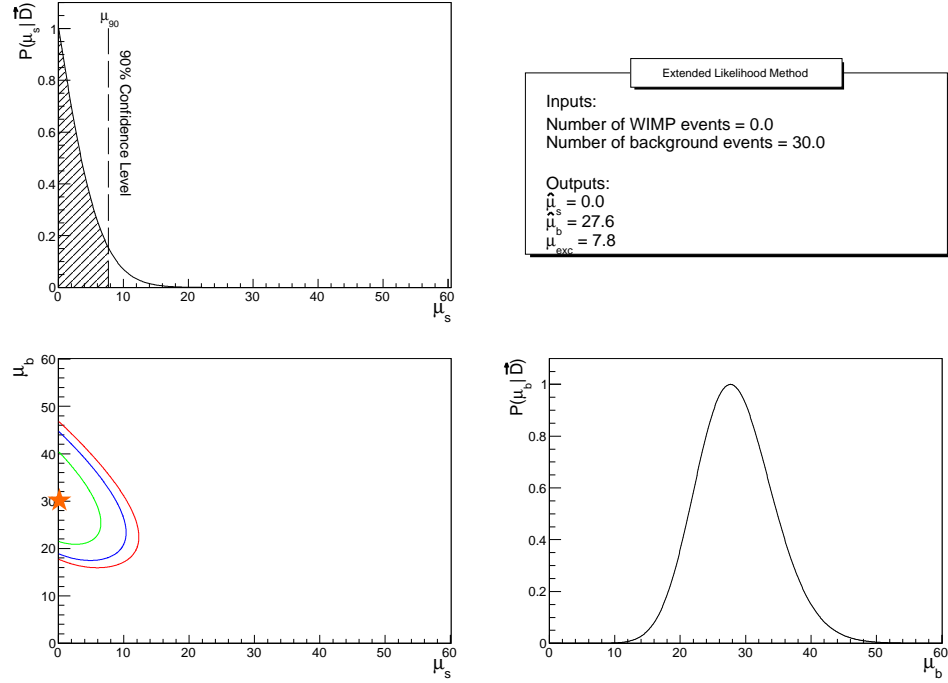 P(μs|D)
μ90
90% Confidence Level
1
0.8
0.6
0.4
0.2
0
0 10 20 30 40 50 60
μs
Extended Likelihood Method
Inputs:
Number of WIMP events = 0.0
Number of background events = 30.0
Outputs:
μ̂s = 0.0
μ̂b = 27.6
μexc = 7.8
μb
60
50
40
30
20
10
0
0 10 20 30 40 50 60
μs
P(μb|D)
1
0.8
0.6
0.4
0.2
0
0 10 20 30 40 50 60
μb